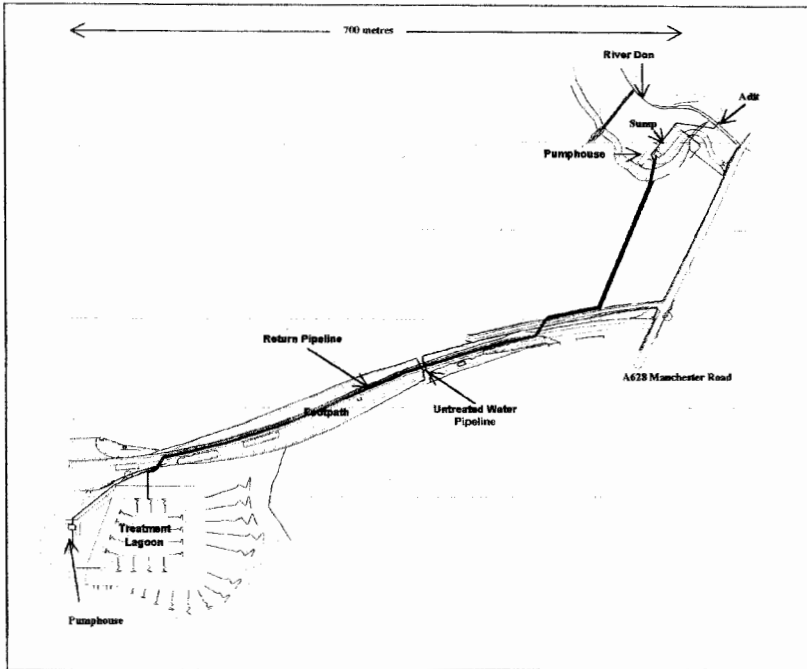 700 metres
River Don
Adit
Sump
Pumphouse
Return Pipeline
A628 Manchester Road
Footpath
Untreated Water
Pipeline
Treatment
Lagoon
Pumphouse